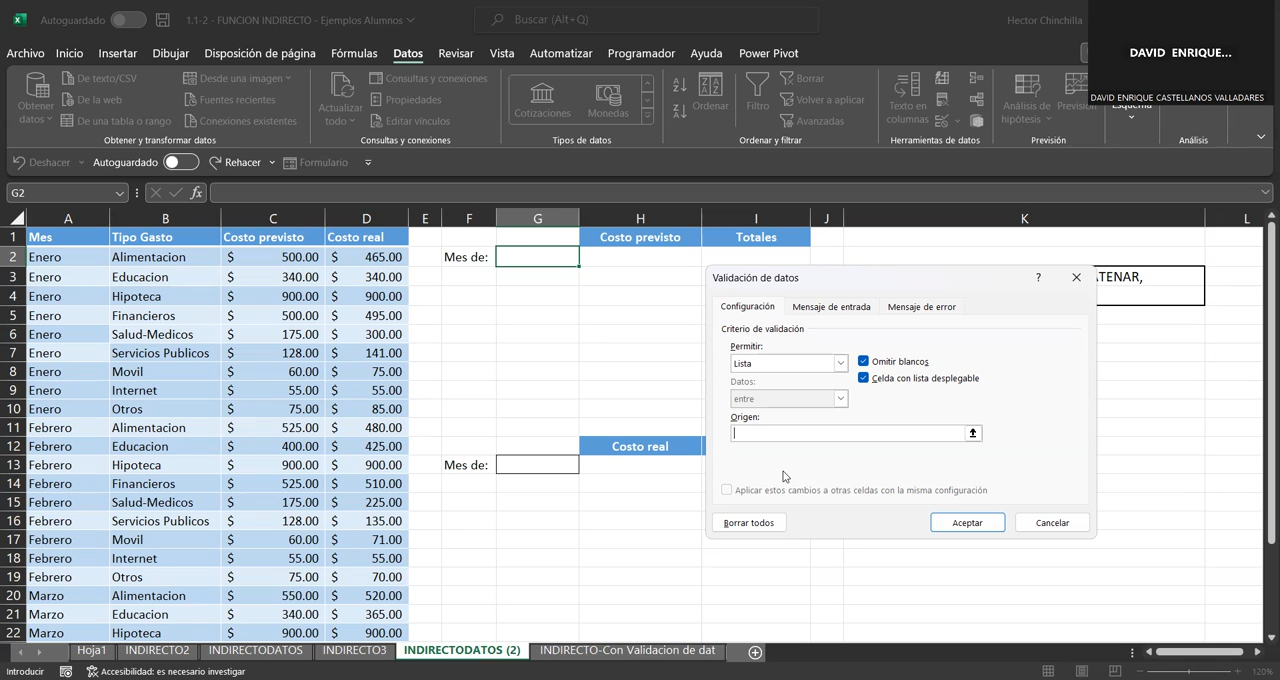 Autoguardado 1.1-2 - FUNCION INDIRECTO - Ejemplos Alumnos Buscar (Alt+Q) Hector Chinchilla
DAVID ENRIQUE...
DAVID ENRIQUE CASTELLANOS VALLADARES
Archivo Inicio Insertar Dibujar Disposición de página Fórmulas Datos Revisar Vista Automatizar Programador Ayuda Power Pivot
Obtener datos De texto/CSV De la web De una tabla o rango Desde una imagen Fuentes recientes Conexiones existentes
Actualizar todo Consultas y conexiones Propiedades Editar vínculos
Cotizaciones Monedas
Ordenar Filtro Borrar Volver a aplicar Avanzadas
Texto en columnas Análisis de hipótesis Previsión Esquema
Obtener y transformar datos Consultas y conexiones Tipos de datos Ordenar y filtrar Herramientas de datos Previsión Análisis
Deshacer Autoguardado Rehacer Formulario
G2 fx
A B C D E F G H I J K L
1 Mes Tipo Gasto Costo previsto Costo real Costo previsto Totales
2 Enero Alimentacion $ 500.00 $ 465.00 Mes de:
3 Enero Educacion $ 340.00 $ 340.00 ATENAR,
4 Enero Hipoteca $ 900.00 $ 900.00
5 Enero Financieros $ 500.00 $ 495.00
6 Enero Salud-Medicos $ 175.00 $ 300.00
7 Enero Servicios Publicos $ 128.00 $ 141.00
8 Enero Movil $ 60.00 $ 75.00
9 Enero Internet $ 55.00 $ 55.00
10 Enero Otros $ 75.00 $ 85.00
11 Febrero Alimentacion $ 525.00 $ 480.00
12 Febrero Educacion $ 400.00 $ 425.00 Costo real
13 Febrero Hipoteca $ 900.00 $ 900.00 Mes de:
14 Febrero Financieros $ 525.00 $ 510.00
15 Febrero Salud-Medicos $ 175.00 $ 225.00
16 Febrero Servicios Publicos $ 128.00 $ 135.00
17 Febrero Movil $ 60.00 $ 71.00
18 Febrero Internet $ 55.00 $ 55.00
19 Febrero Otros $ 75.00 $ 70.00
20 Marzo Alimentacion $ 550.00 $ 520.00
21 Marzo Educacion $ 340.00 $ 365.00
22 Marzo Hipoteca $ 900.00 $ 900.00
Validación de datos ?
Configuración Mensaje de entrada Mensaje de error
Criterio de validación
Permitir:
Lista Omitir blancos
Datos: Celda con lista desplegable
entre
Origen:
Aplicar estos cambios a otras celdas con la misma configuración
Borrar todos Aceptar Cancelar
Hoja1 INDIRECTO2 INDIRECTODATOS INDIRECTO3 INDIRECTODATOS (2) INDIRECTO-Con Validacion de dat
Introducir Accesibilidad: es necesario investigar 120%